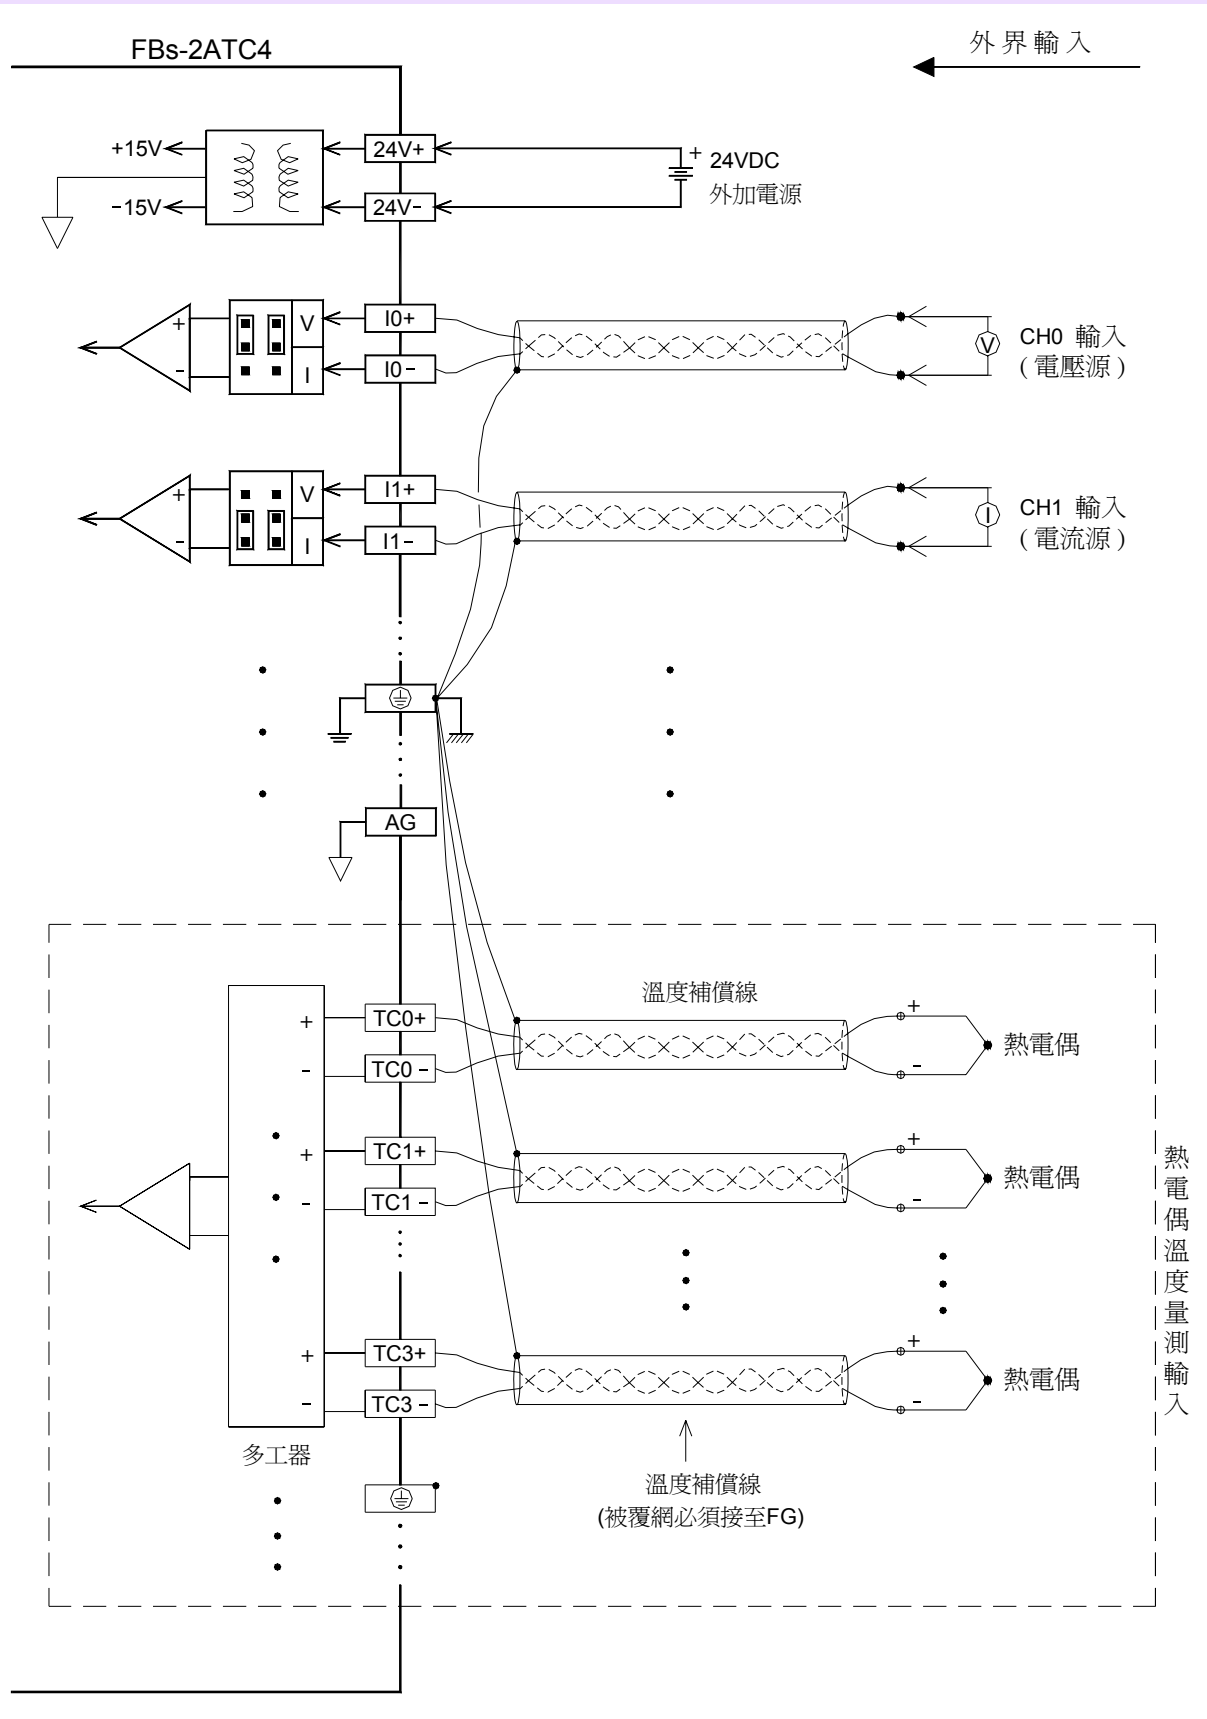 FBs-2ATC4
外界輸入
+15V
24V+
+
24VDC
外加電源
−15V
24V−
+
V
I0+
CH0 輸入
(電壓源)
V
−
I
I0−
+
V
I1+
CH1 輸入
(電流源)
I
−
I
I1−
AG
溫度補償線
+
TC0+
+
熱電偶
−
TC0−
−
+
TC1+
+
熱電偶
−
TC1−
−
熱電偶溫度量測輸入
+
TC3+
+
熱電偶
−
TC3−
−
多工器
溫度補償線
(被覆網必須接至FG)